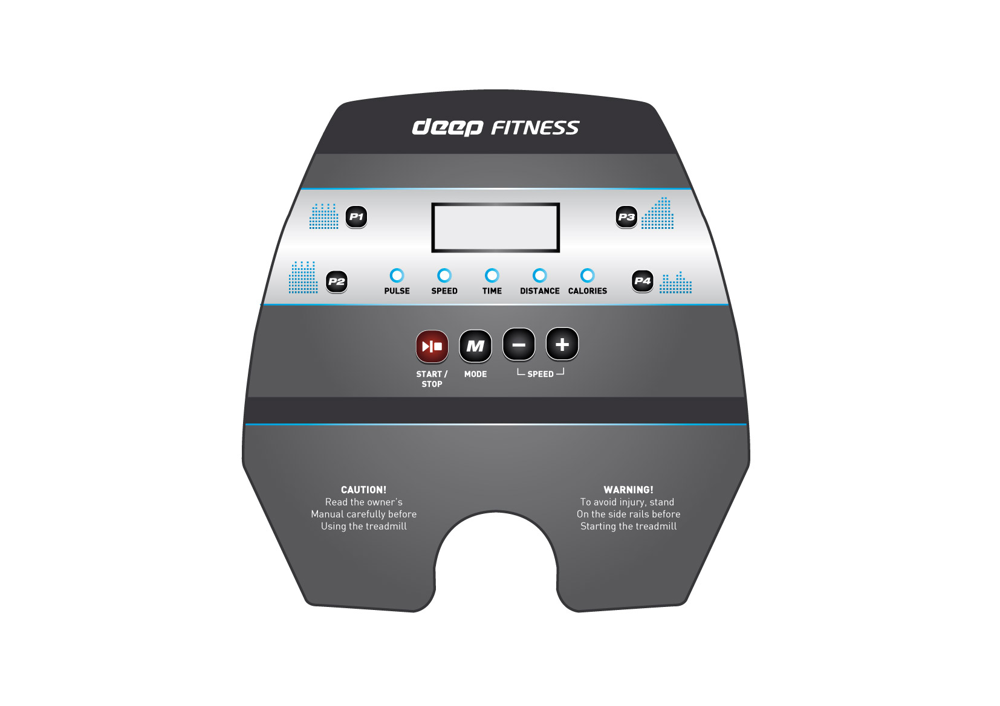 deep FITNESS
P1
P3
P2
P4
PULSE
SPEED
TIME
DISTANCE
CALORIES
M
− +
START /
STOP
MODE
SPEED
CAUTION!
Read the owner's
Manual carefully before
Using the treadmill
WARNING!
To avoid injury, stand
On the side rails before
Starting the treadmill